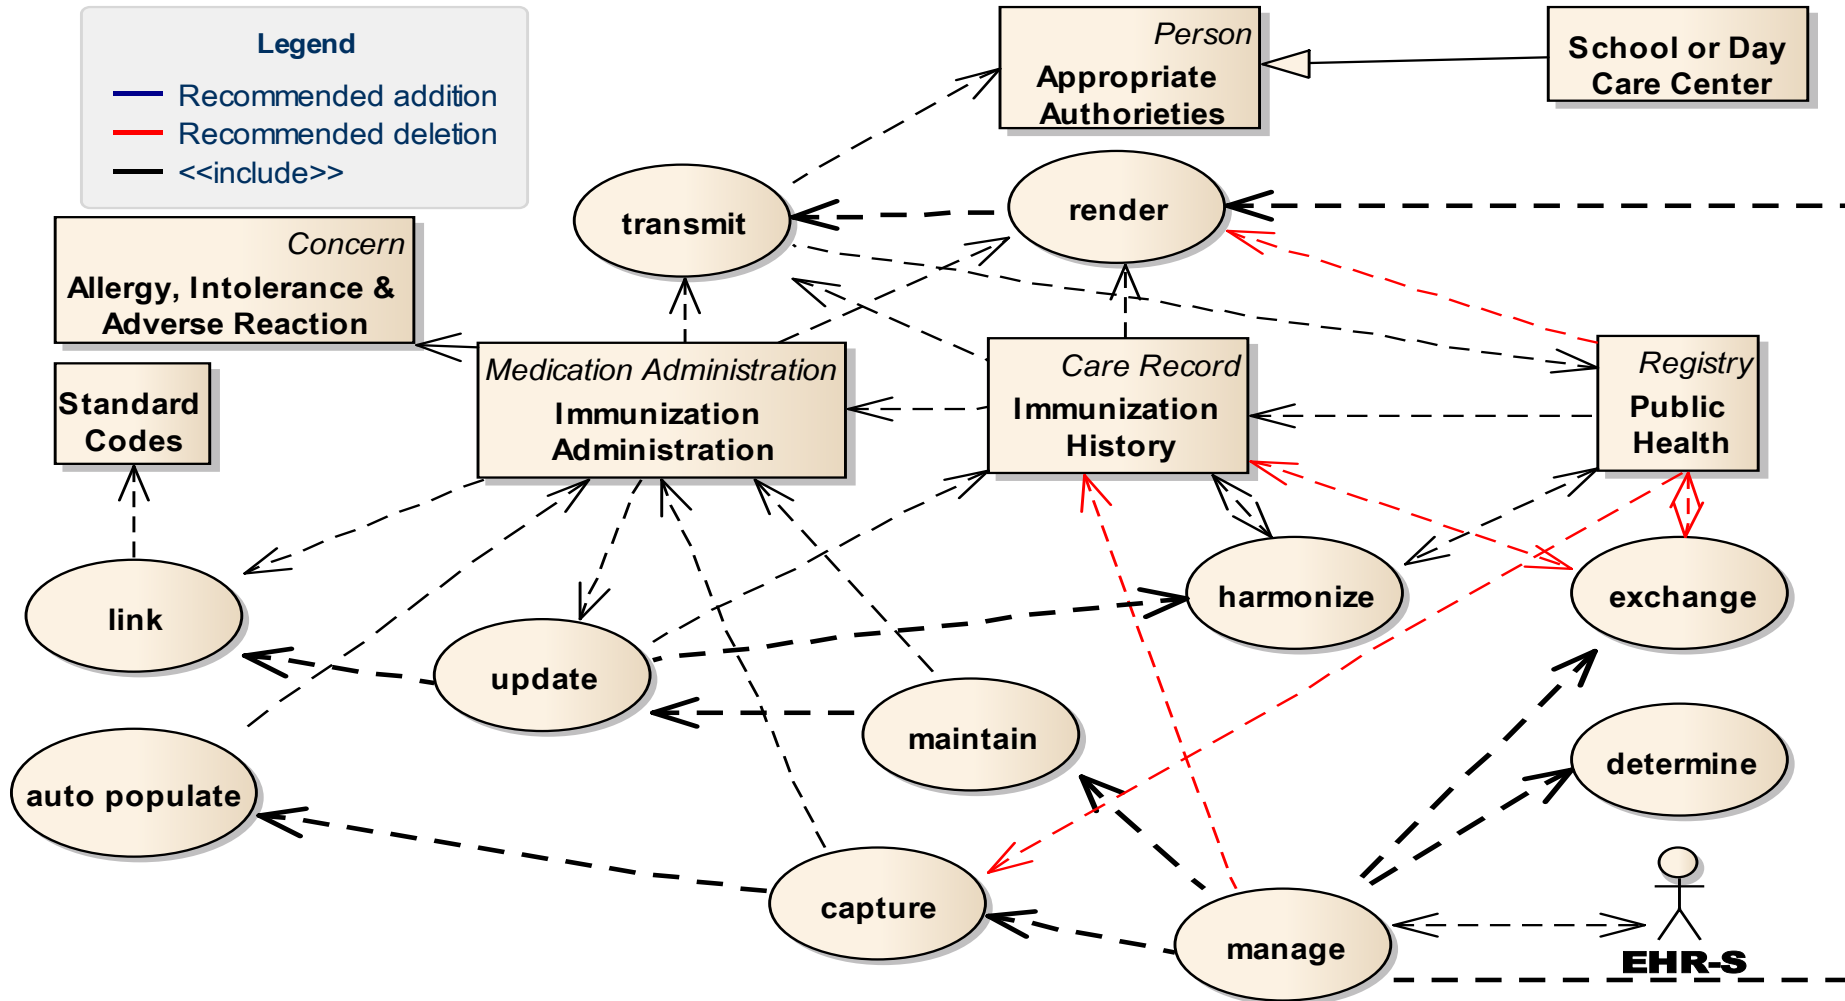 Legend
Recommended addition
Recommended deletion
<<include>>
Person
Appropriate
Authorieties
School or Day
Care Center
transmit
render
Concern
Allergy, Intolerance &
Adverse Reaction
Medication Administration
Immunization
Administration
Care Record
Immunization
History
Registry
Public
Health
Standard
Codes
link
update
harmonize
exchange
maintain
determine
auto populate
capture
manage
EHR-S